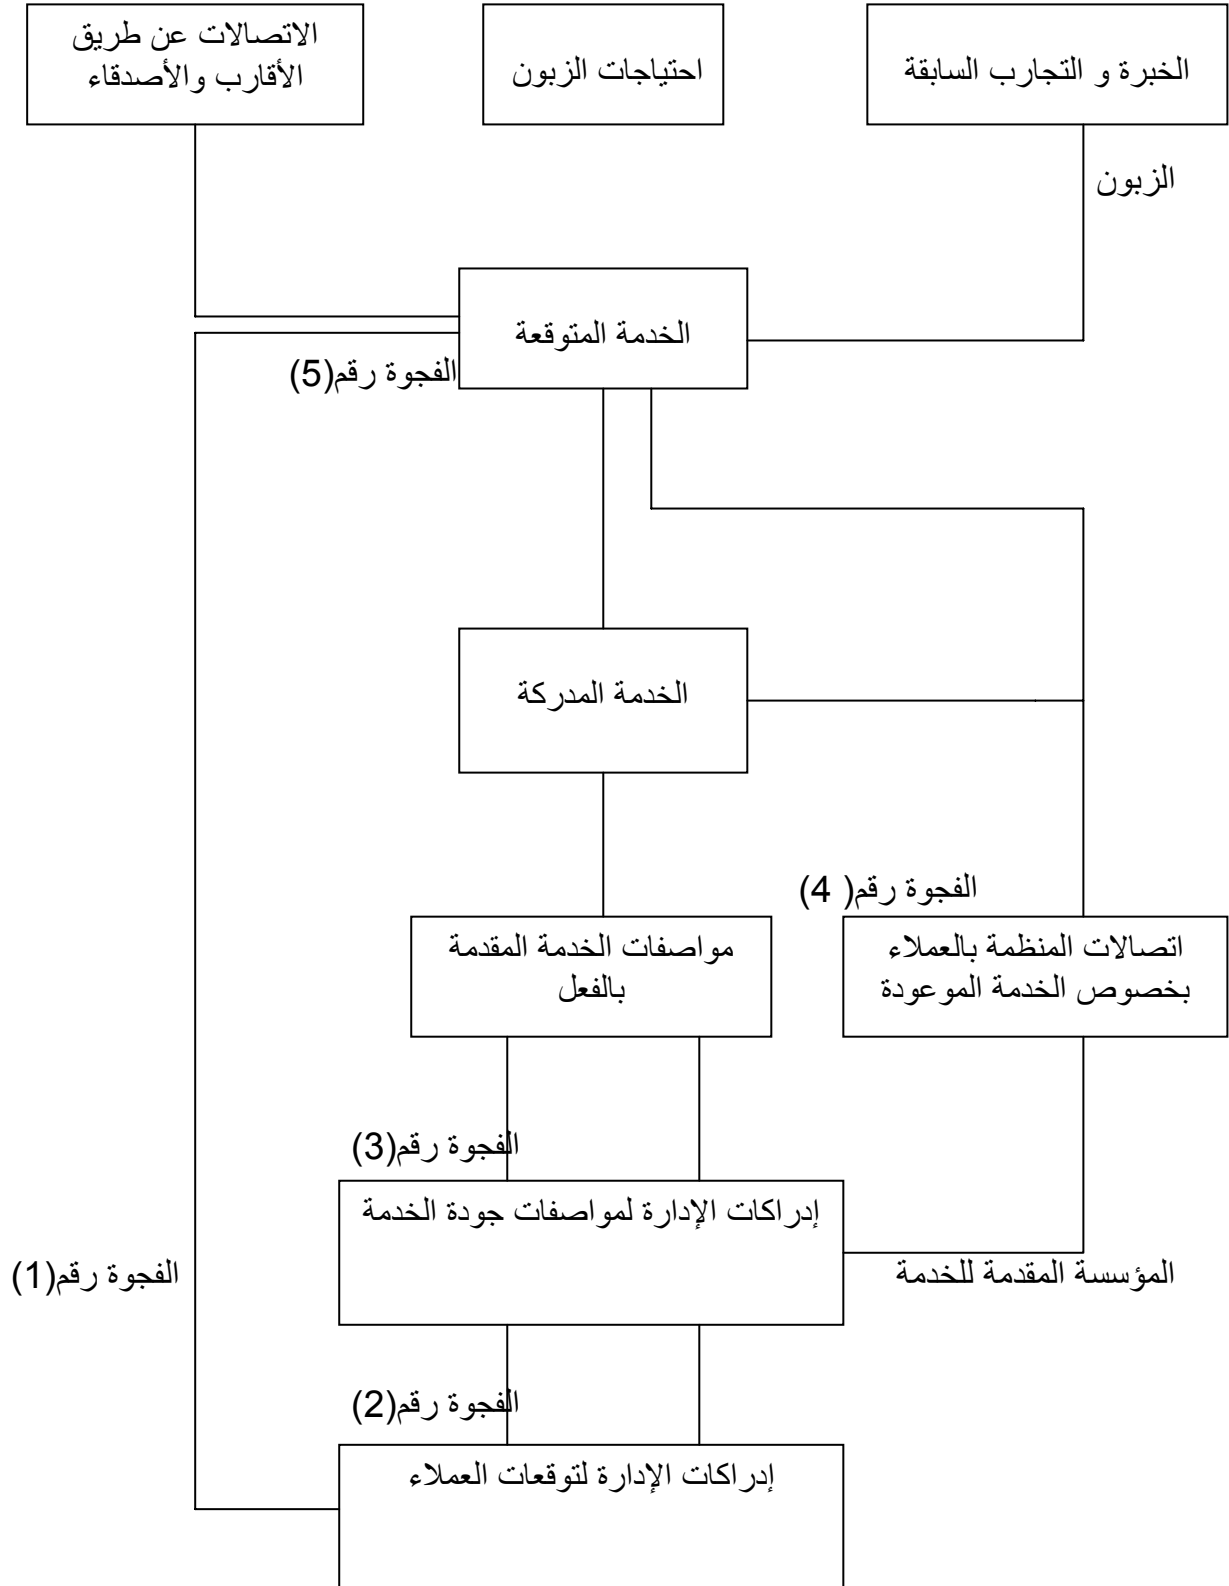 الخبرة و التجارب السابقة
احتياجات الزبون
الاتصالات عن طريق
الأقارب والأصدقاء
الزبون
الخدمة المتوقعة
الفجوة رقم(5)
الخدمة المدركة
الفجوة رقم( 4)
اتصالات المنظمة بالعملاء
بخصوص الخدمة الموعودة
مواصفات الخدمة المقدمة
بالفعل
الفجوة رقم(3)
إدراكات الإدارة لمواصفات جودة الخدمة
المؤسسة المقدمة للخدمة
الفجوة رقم(1)
الفجوة رقم(2)
إدراكات الإدارة لتوقعات العملاء